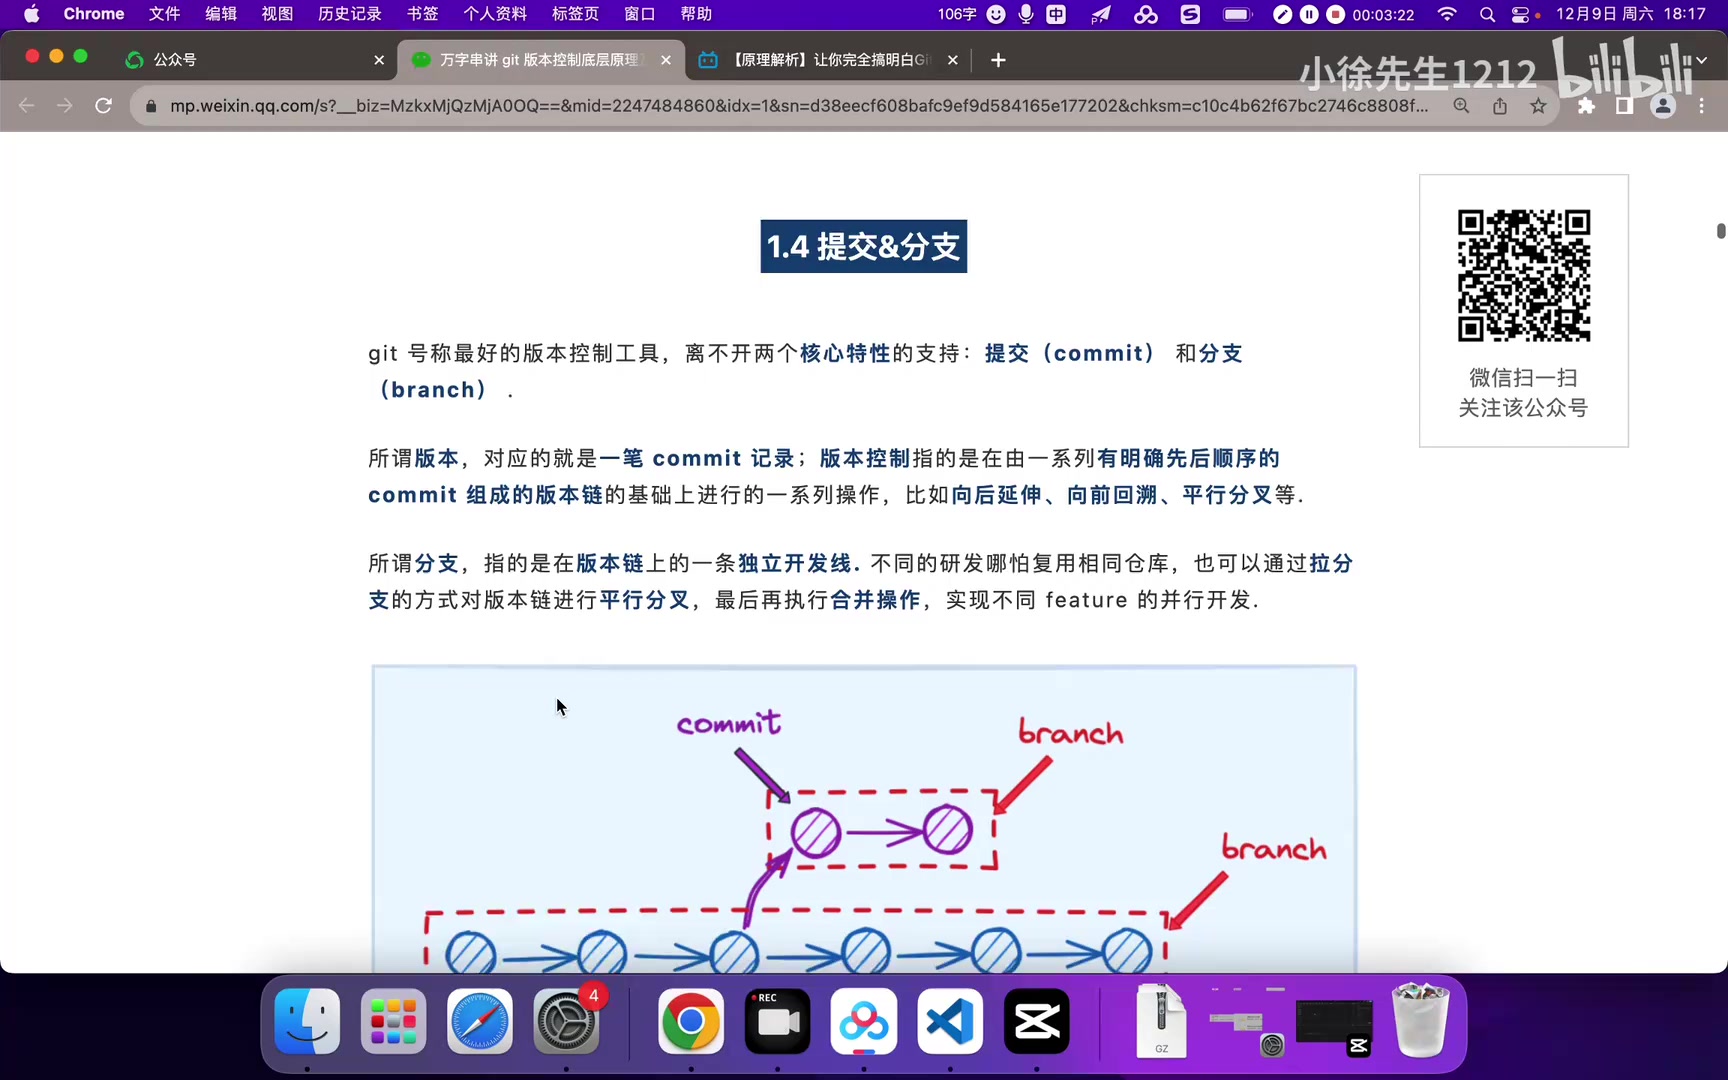 Chrome 文件 编辑 视图 历史记录 书签 个人资料 标签页 窗口 帮助 106字 中 00:03:22 12月9日 周六 18:17
公众号 万字串讲 git 版本控制底层原理 【原理解析】让你完全搞明白Gi
小徐先生1212 bilibili
mp.weixin.qq.com/s?__biz=MzkxMjQzMjA0OQ==&mid=2247484860&idx=1&sn=d38eecf608bafc9ef9d584165e177202&chksm=c10c4b62f67bc2746c8808f...
1.4 提交&分支
git 号称最好的版本控制工具，离不开两个核心特性的支持：提交（commit） 和分支
（branch） .
所谓版本，对应的就是一笔 commit 记录；版本控制指的是在由一系列有明确先后顺序的
commit 组成的版本链的基础上进行的一系列操作，比如向后延伸、向前回溯、平行分叉等.
所谓分支，指的是在版本链上的一条独立开发线. 不同的研发哪怕复用相同仓库，也可以通过拉分
支的方式对版本链进行平行分叉，最后再执行合并操作，实现不同 feature 的并行开发.
微信扫一扫
关注该公众号
commit
branch
branch
4
REC
GZ